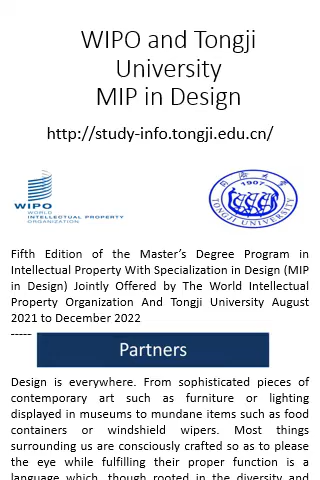 WIPO and Tongji
University
MIP in Design
http://study-info.tongji.edu.cn/
WIPO
WORLD
INTELLECTUAL PROPERTY
ORGANIZATION
1907
TONGJI UNIVERSITY
Fifth Edition of the Master’s Degree Program in
Intellectual Property With Specialization in Design (MIP
in Design) Jointly Offered by The World Intellectual
Property Organization And Tongji University August
2021 to December 2022
-----
Partners
Design is everywhere. From sophisticated pieces of
contemporary art such as furniture or lighting
displayed in museums to mundane items such as food
containers or windshield wipers. Most things
surrounding us are consciously crafted so as to please
the eye while fulfilling their proper function is a
language which, though rooted in the diversity and